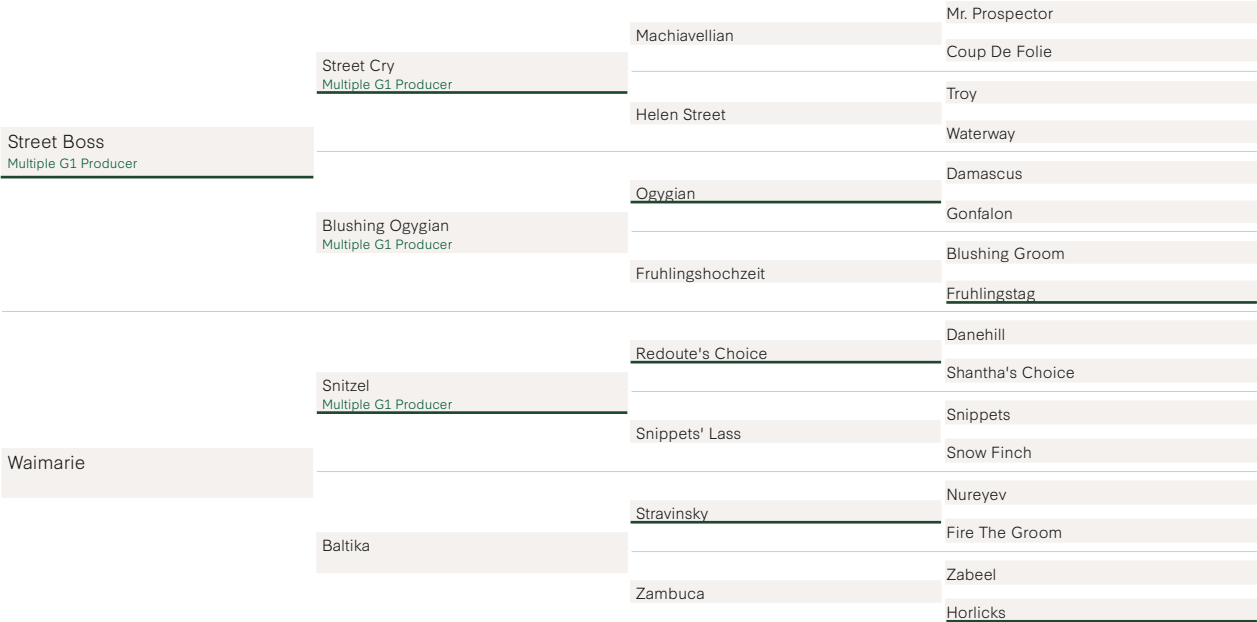 Street Boss
Multiple G1 Producer
Waimarie
Street Cry
Multiple G1 Producer
Blushing Ogygian
Multiple G1 Producer
Snitzel
Multiple G1 Producer
Baltika
Machiavellian
Helen Street
Ogygian
Fruhlingshochzeit
Redoute's Choice
Snippets' Lass
Stravinsky
Zambuca
Mr. Prospector
Coup De Folie
Troy
Waterway
Damascus
Gonfalon
Blushing Groom
Fruhlingstag
Danehill
Shantha's Choice
Snippets
Snow Finch
Nureyev
Fire The Groom
Zabeel
Horlicks